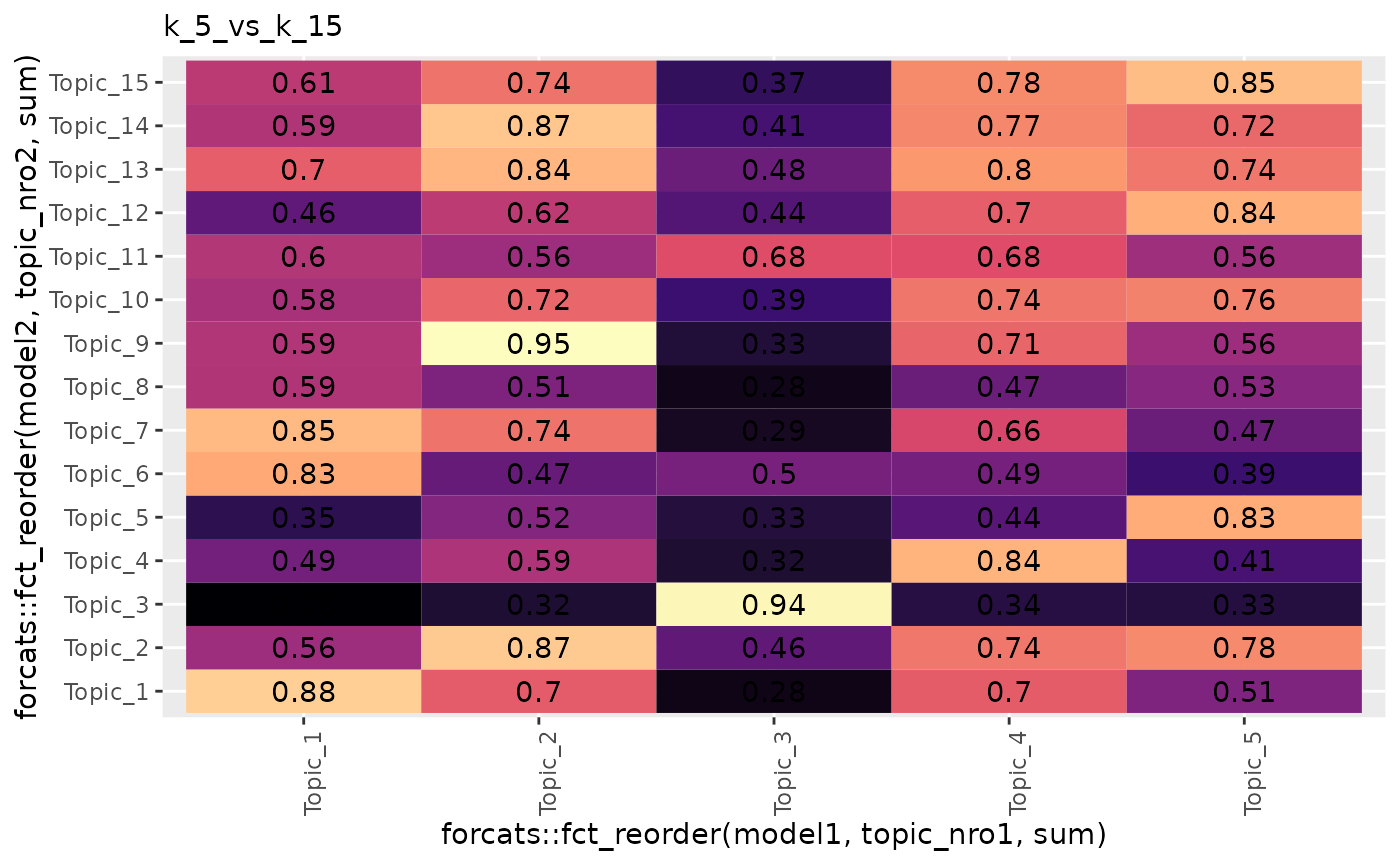 k_5_vs_k_15
forcats::fct_reorder(model2, topic_nro2, sum)
Topic_15 0.61 0.74 0.37 0.78 0.85
Topic_14 0.59 0.87 0.41 0.77 0.72
Topic_13 0.7 0.84 0.48 0.8 0.74
Topic_12 0.46 0.62 0.44 0.7 0.84
Topic_11 0.6 0.56 0.68 0.68 0.56
Topic_10 0.58 0.72 0.39 0.74 0.76
Topic_9 0.59 0.95 0.33 0.71 0.56
Topic_8 0.59 0.51 0.28 0.47 0.53
Topic_7 0.85 0.74 0.29 0.66 0.47
Topic_6 0.83 0.47 0.5 0.49 0.39
Topic_5 0.35 0.52 0.33 0.44 0.83
Topic_4 0.49 0.59 0.32 0.84 0.41
Topic_3 0.32 0.94 0.34 0.33
Topic_2 0.56 0.87 0.46 0.74 0.78
Topic_1 0.88 0.7 0.28 0.7 0.51
Topic_1 Topic_2 Topic_3 Topic_4 Topic_5
forcats::fct_reorder(model1, topic_nro1, sum)